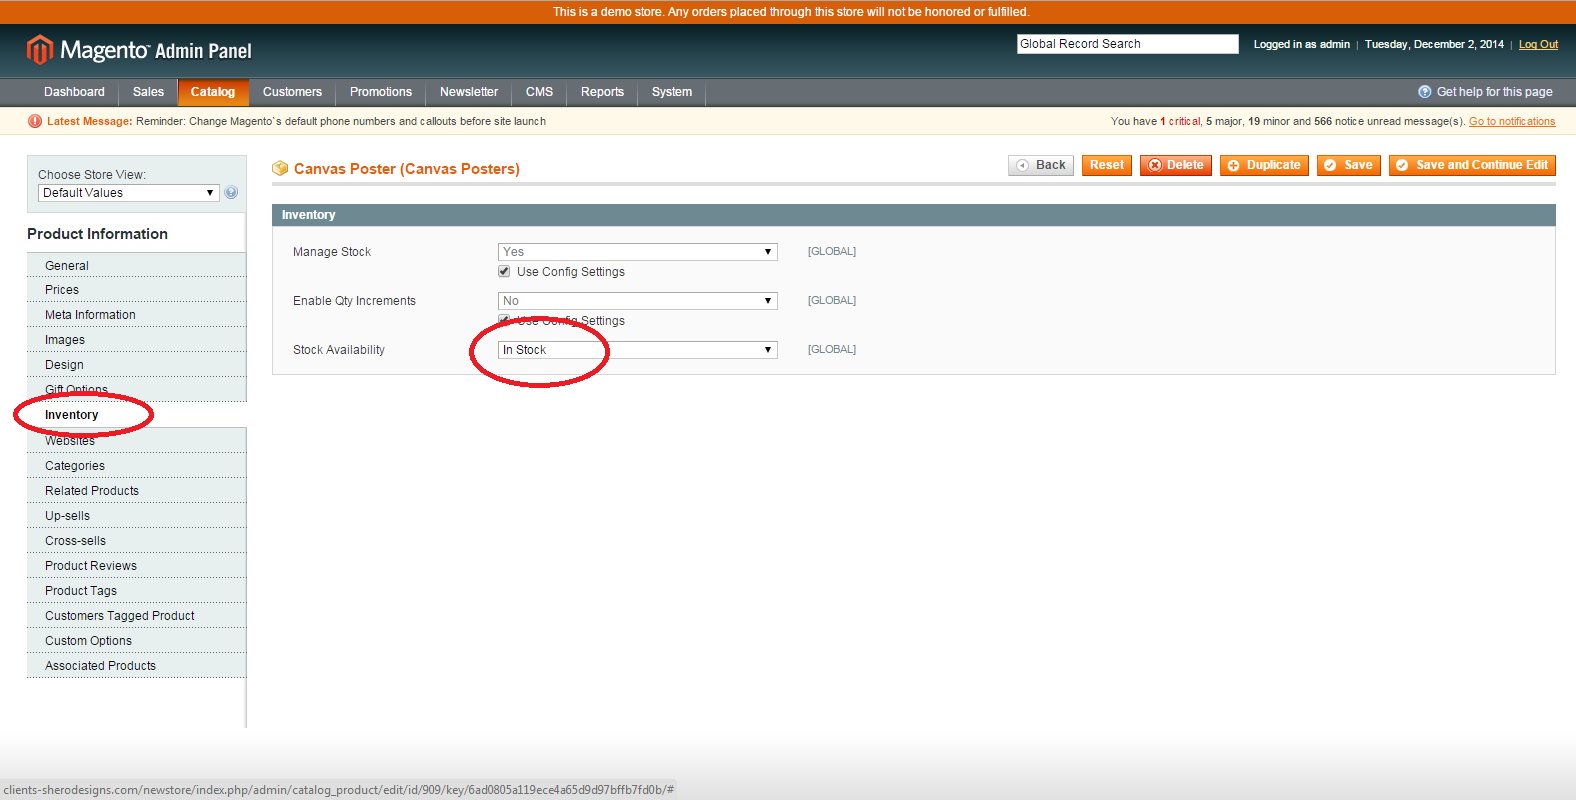 This is a demo store. Any orders placed through this store will not be honored or fulfilled.
Magento Admin Panel
Global Record Search
Logged in as admin | Tuesday, December 2, 2014 | Log Out
Dashboard Sales Catalog Customers Promotions Newsletter CMS Reports System
Get help for this page
Latest Message: Reminder: Change Magento`s default phone numbers and callouts before site launch
You have 1 critical, 5 major, 19 minor and 566 notice unread message(s). Go to notifications
Choose Store View:
Default Values
Product Information
General
Prices
Meta Information
Images
Design
Gift Options
Inventory
Websites
Categories
Related Products
Up-sells
Cross-sells
Product Reviews
Product Tags
Customers Tagged Product
Custom Options
Associated Products
Canvas Poster (Canvas Posters)
Back Reset Delete Duplicate Save Save and Continue Edit
Inventory
Manage Stock Yes [GLOBAL]
Use Config Settings
Enable Qty Increments No [GLOBAL]
Use Config Settings
Stock Availability In Stock [GLOBAL]
clients-sherodesigns.com/newstore/index.php/admin/catalog_product/edit/id/909/key/6ad0805a119ece4a65d9d97bffb7fd0b/#